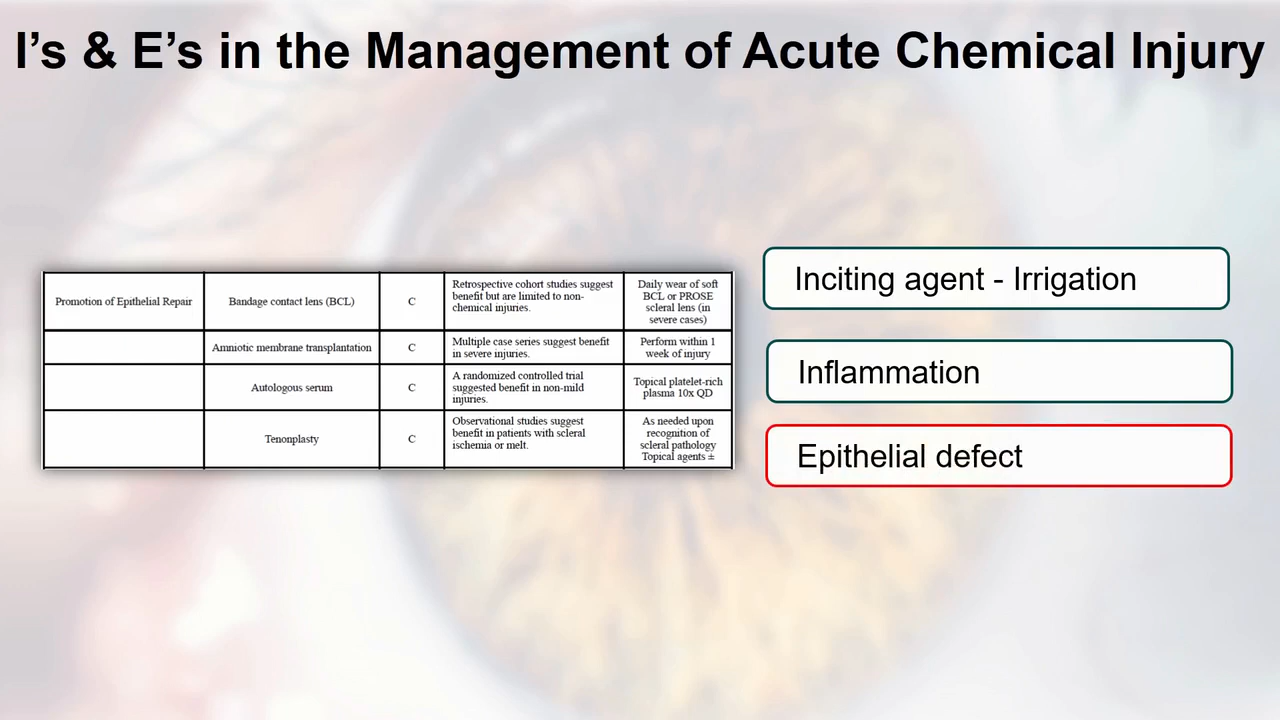 I’s & E’s in the Management of Acute Chemical Injury
Promotion of Epithelial Repair
Bandage contact lens (BCL)
C
Retrospective cohort studies suggest
benefit but are limited to non-
chemical injuries.
Daily wear of soft
BCL or PROSE
scleral lens (in
severe cases)
Amniotic membrane transplantation
C
Multiple case series suggest benefit
in severe injuries.
Perform within 1
week of injury
Autologous serum
C
A randomized controlled trial
suggested benefit in non-mild
injuries.
Topical platelet-rich
plasma 10x QD
Tenonplasty
C
Observational studies suggest
benefit in patients with scleral
ischemia or melt.
As needed upon
recognition of
scleral pathology
Topical agents ±
Inciting agent - Irrigation
Inflammation
Epithelial defect